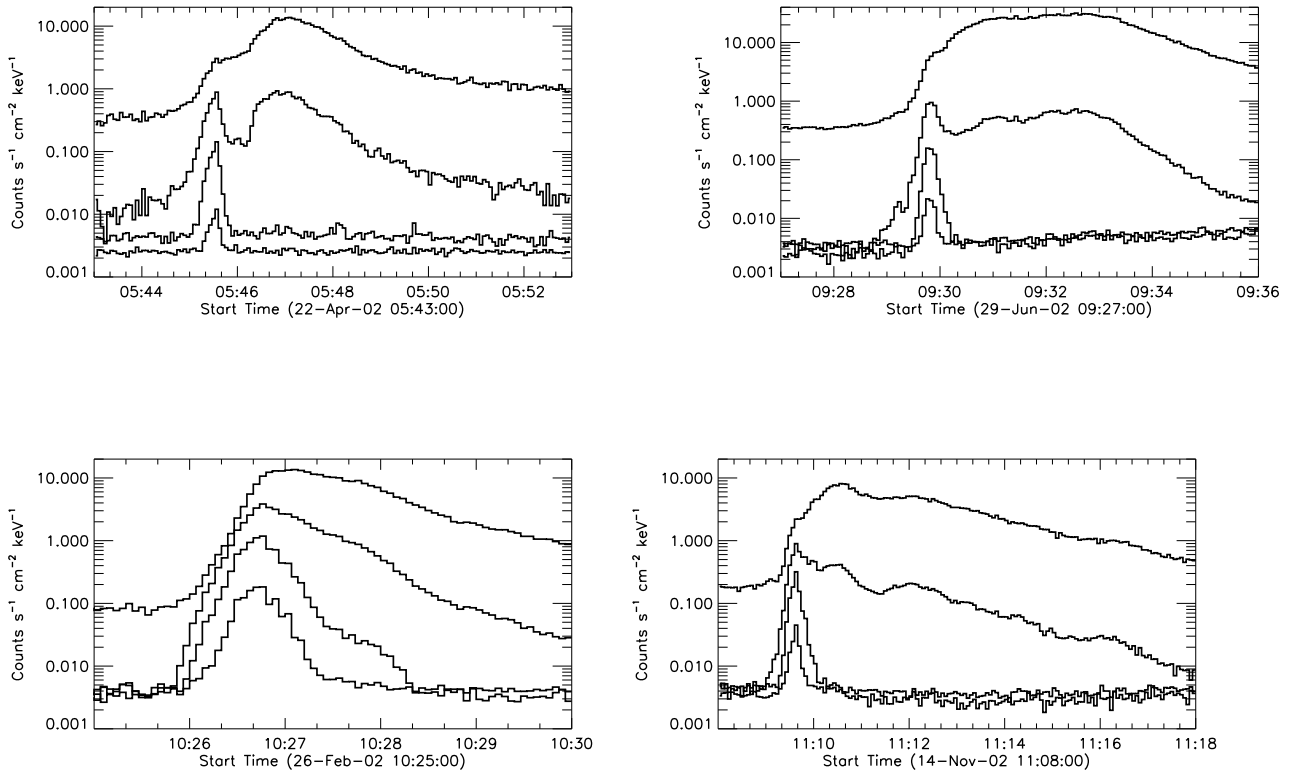 10.000
1.000
0.100
0.010
0.001
Counts s⁻¹ cm⁻² keV⁻¹
05:44 05:46 05:48 05:50 05:52
Start Time (22-Apr-02 05:43:00)
10.000
1.000
0.100
0.010
0.001
Counts s⁻¹ cm⁻² keV⁻¹
09:28 09:30 09:32 09:34 09:36
Start Time (29-Jun-02 09:27:00)
10.000
1.000
0.100
0.010
0.001
Counts s⁻¹ cm⁻² keV⁻¹
10:26 10:27 10:28 10:29 10:30
Start Time (26-Feb-02 10:25:00)
10.000
1.000
0.100
0.010
0.001
Counts s⁻¹ cm⁻² keV⁻¹
11:10 11:12 11:14 11:16 11:18
Start Time (14-Nov-02 11:08:00)